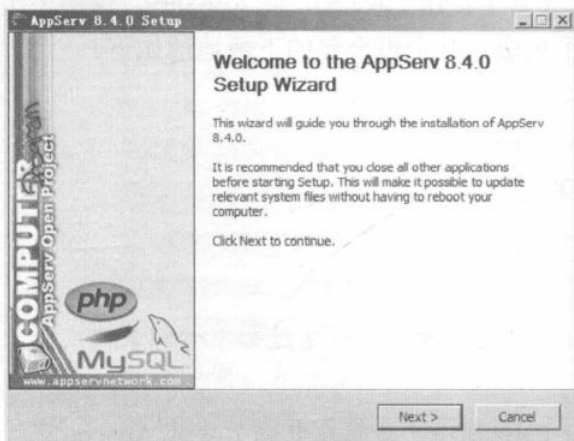 AppServ 8.4.0 Setup
Welcome to the AppServ 8.4.0
Setup Wizard
This wizard will guide you through the installation of AppServ
8.4.0.
It is recommended that you close all other applications
before starting Setup. This will make it possible to update
relevant system files without having to reboot your
computer.
Click Next to continue.
COMPUTER
Program
AppServ Open Project
php
MySQL
www.appservnetwork.com
Next >
Cancel